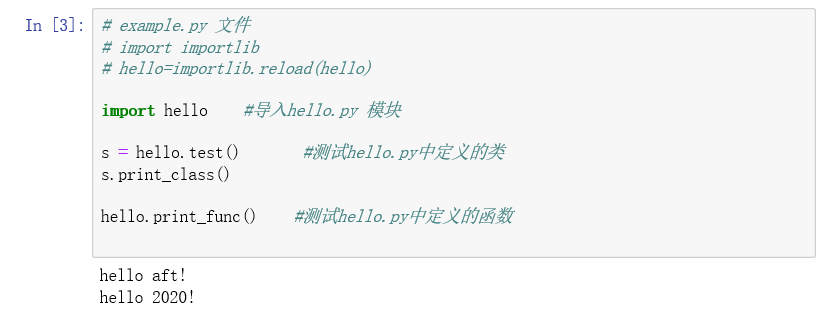 In [3]:
# example.py 文件
# import importlib
# hello=importlib.reload(hello)
import hello #导入hello.py 模块
s = hello.test() #测试hello.py中定义的类
s.print_class()
hello.print_func() #测试hello.py中定义的函数
hello aft!
hello 2020!